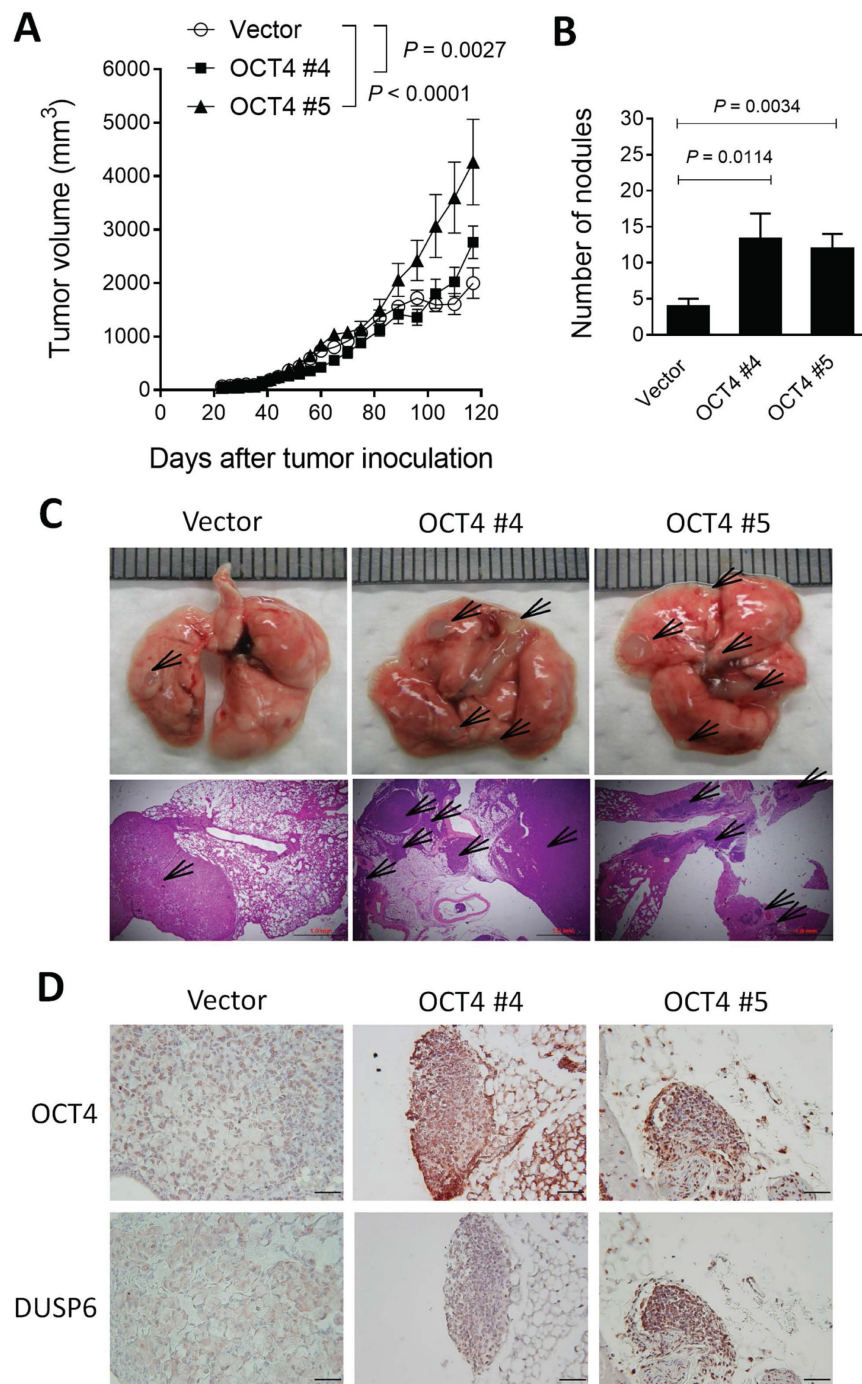 A
Vector
OCT4 #4
OCT4 #5
P = 0.0027
P < 0.0001
Tumor volume (mm³)
6000
5000
4000
3000
2000
1000
0
0 20 40 60 80 100 120
Days after tumor inoculation
B
P = 0.0034
P = 0.0114
Number of nodules
30
25
20
15
10
5
0
Vector
OCT4 #4
OCT4 #5
C
Vector OCT4 #4 OCT4 #5
1.0 mm
D
Vector OCT4 #4 OCT4 #5
OCT4
DUSP6